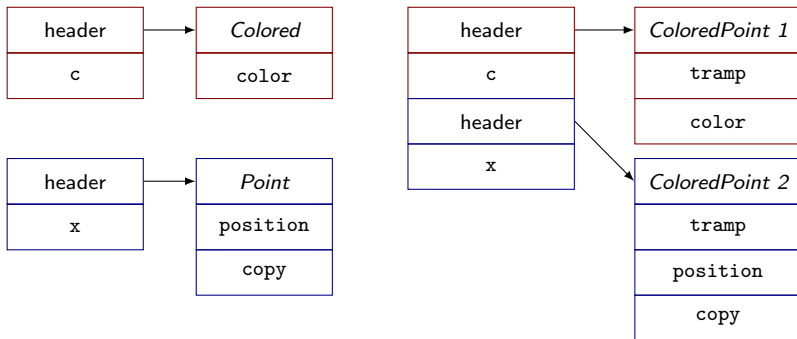 header
Colored
c
color
header
Point
x
position
copy
header
ColoredPoint 1
c
tramp
header
color
x
ColoredPoint 2
tramp
position
copy